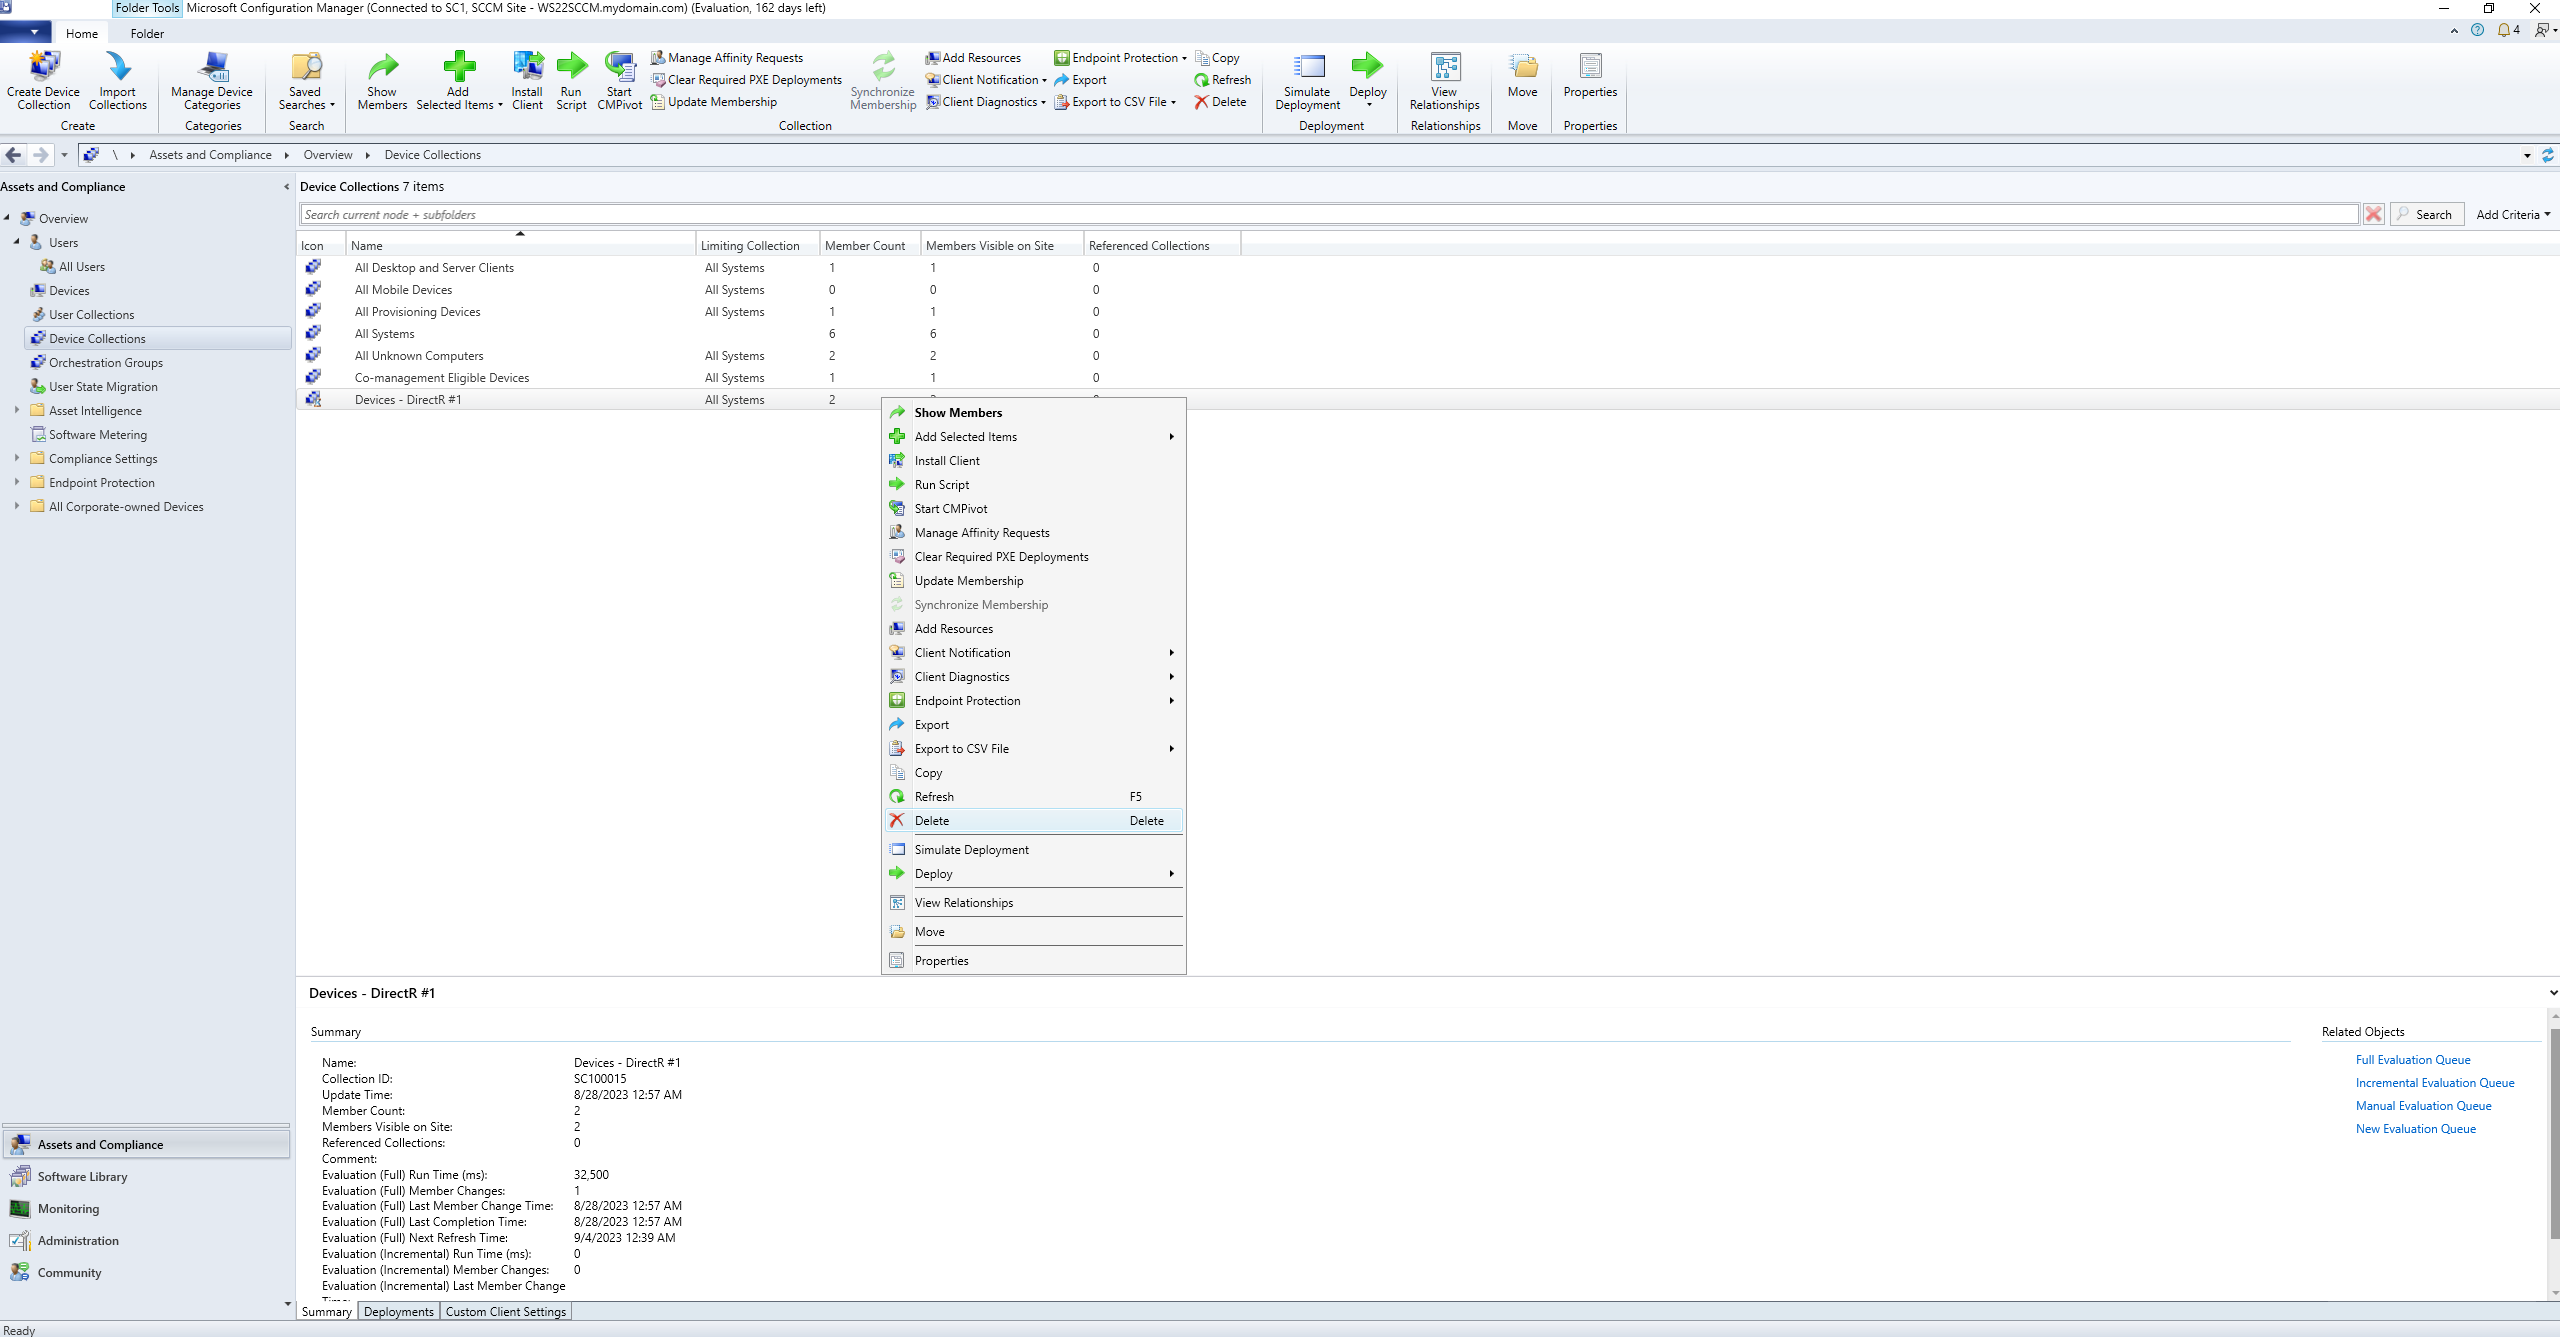 Folder Tools Microsoft Configuration Manager (Connected to SC1, SCCM Site - WS22SCCM.mydomain.com) (Evaluation, 162 days left)
Home Folder
4
Create Device Collection
Import Collections
Create
Manage Device Categories
Categories
Saved Searches
Search
Show Members
Add Selected Items
Install Client
Run Script
Start CMPivot
Manage Affinity Requests
Clear Required PXE Deployments
Update Membership
Synchronize Membership
Add Resources
Client Notification
Client Diagnostics
Endpoint Protection
Export
Export to CSV File
Copy
Refresh
Delete
Collection
Simulate Deployment
Deploy
Deployment
View Relationships
Relationships
Move
Move
Properties
Properties
\ Assets and Compliance Overview Device Collections
Assets and Compliance
Overview
Users
All Users
Devices
User Collections
Device Collections
Orchestration Groups
User State Migration
Asset Intelligence
Software Metering
Compliance Settings
Endpoint Protection
All Corporate-owned Devices
Assets and Compliance
Software Library
Monitoring
Administration
Community
Device Collections 7 items
Search current node + subfolders
Search Add Criteria
Icon Name Limiting Collection Member Count Members Visible on Site Referenced Collections
All Desktop and Server Clients All Systems 1 1 0
All Mobile Devices All Systems 0 0 0
All Provisioning Devices All Systems 1 1 0
All Systems 6 6 0
All Unknown Computers All Systems 2 2 0
Co-management Eligible Devices All Systems 1 1 0
Devices - DirectR #1 All Systems 2
Show Members
Add Selected Items
Install Client
Run Script
Start CMPivot
Manage Affinity Requests
Clear Required PXE Deployments
Update Membership
Synchronize Membership
Add Resources
Client Notification
Client Diagnostics
Endpoint Protection
Export
Export to CSV File
Copy
Refresh F5
Delete Delete
Simulate Deployment
Deploy
View Relationships
Move
Properties
Devices - DirectR #1
Summary
Name: Devices - DirectR #1
Collection ID: SC100015
Update Time: 8/28/2023 12:57 AM
Member Count: 2
Members Visible on Site: 2
Referenced Collections: 0
Comment:
Evaluation (Full) Run Time (ms): 32,500
Evaluation (Full) Member Changes: 1
Evaluation (Full) Last Member Change Time: 8/28/2023 12:57 AM
Evaluation (Full) Last Completion Time: 8/28/2023 12:57 AM
Evaluation (Full) Next Refresh Time: 9/4/2023 12:39 AM
Evaluation (Incremental) Run Time (ms): 0
Evaluation (Incremental) Member Changes: 0
Evaluation (Incremental) Last Member Change
Related Objects
Full Evaluation Queue
Incremental Evaluation Queue
Manual Evaluation Queue
New Evaluation Queue
Summary Deployments Custom Client Settings
Ready